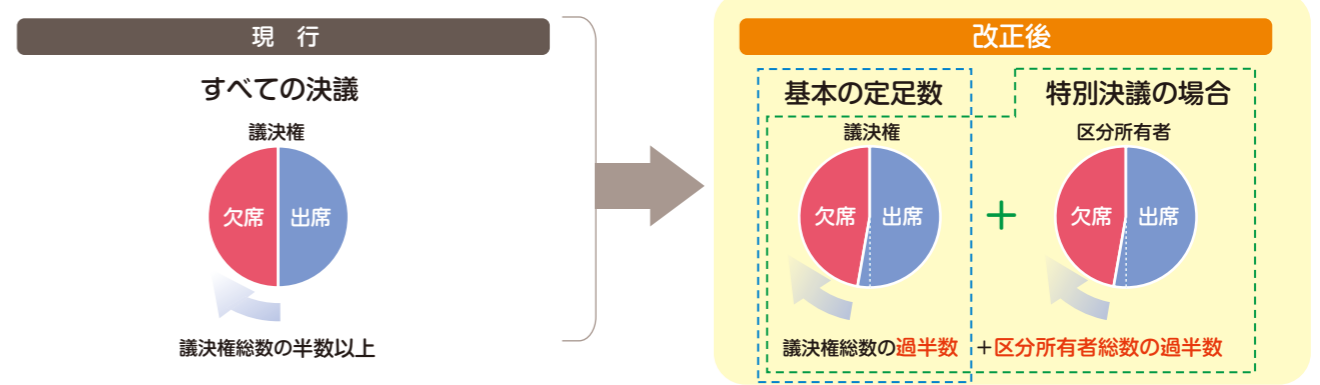 現 行
すべての決議
議決権
欠席
出席
議決権総数の半数以上
改正後
基本の定足数
議決権
欠席
出席
議決権総数の過半数
+
特別決議の場合
区分所有者
欠席
出席
+区分所有者総数の過半数